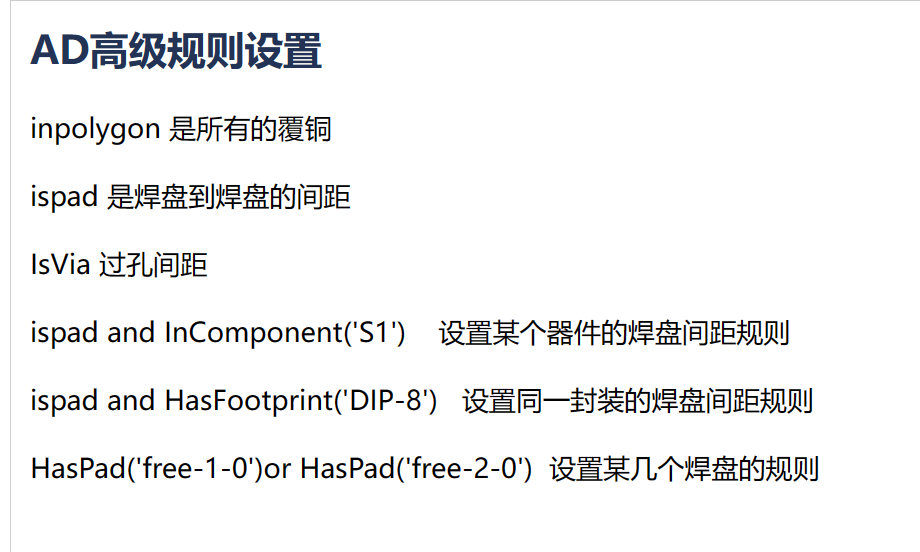 AD高级规则设置
inpolygon 是所有的覆铜
ispad 是焊盘到焊盘的间距
IsVia 过孔间距
ispad and InComponent('S1') 设置某个器件的焊盘间距规则
ispad and HasFootprint('DIP-8') 设置同一封装的焊盘间距规则
HasPad('free-1-0')or HasPad('free-2-0') 设置某几个焊盘的规则